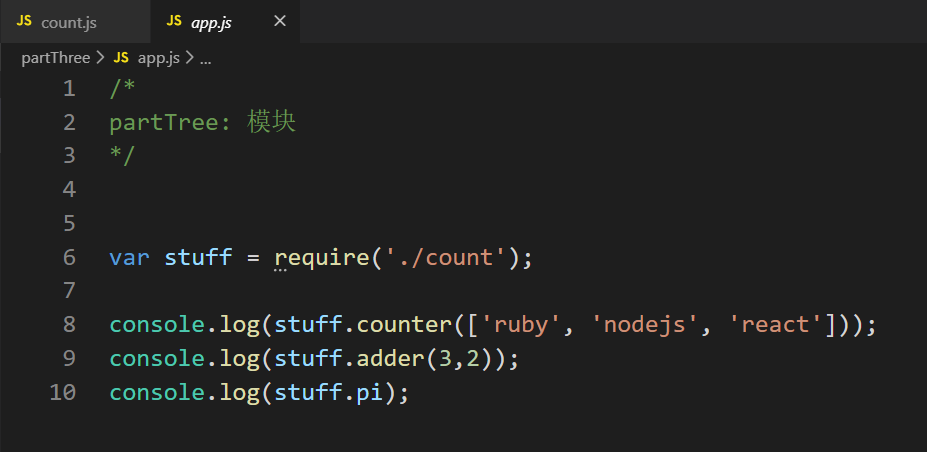 JS count.js JS app.js ×
partThree > JS app.js > ...
1 /*
2 partTree: 模块
3 */
4
5
6 var stuff = require('./count');
7
8 console.log(stuff.counter(['ruby', 'nodejs', 'react']));
9 console.log(stuff.adder(3,2));
10 console.log(stuff.pi);